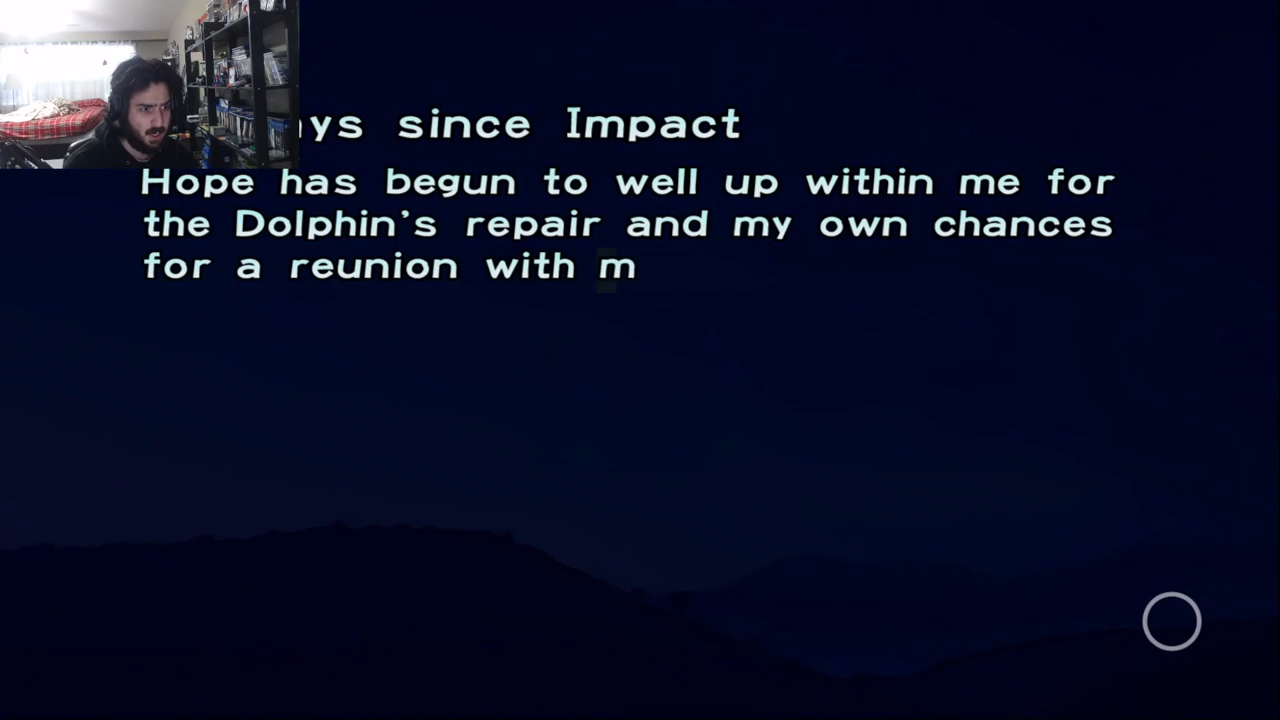 since Impact
Hope has begun to well up within me for
the Dolphin's repair and my own chances
for a reunion with m